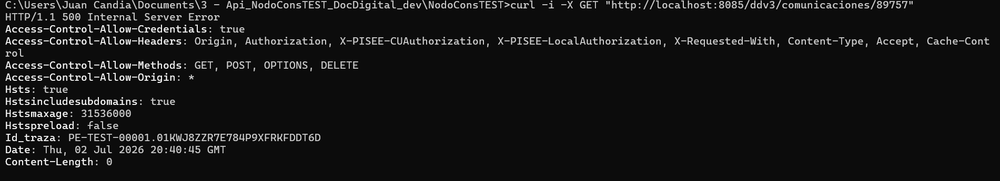 C:\Users\Juan Candia\Documents\3 - Api_NodoConsTEST_DocDigital_dev\NodoConsTEST>curl -i -X GET "http://localhost:8085/ddv3/comunicaciones/89757"
HTTP/1.1 500 Internal Server Error
Access-Control-Allow-Credentials: true
Access-Control-Allow-Headers: Origin, Authorization, X-PISEE-CUAuthorization, X-PISEE-LocalAuthorization, X-Requested-With, Content-Type, Accept, Cache-Cont
rol
Access-Control-Allow-Methods: GET, POST, OPTIONS, DELETE
Access-Control-Allow-Origin: *
Hsts: true
Hstsincludesubdomains: true
Hstsmaxage: 31536000
Hstspreload: false
Id_traza: PE-TEST-00001.01KWJ8ZZR7E784P9XFRKFDDT6D
Date: Thu, 02 Jul 2026 20:40:45 GMT
Content-Length: 0